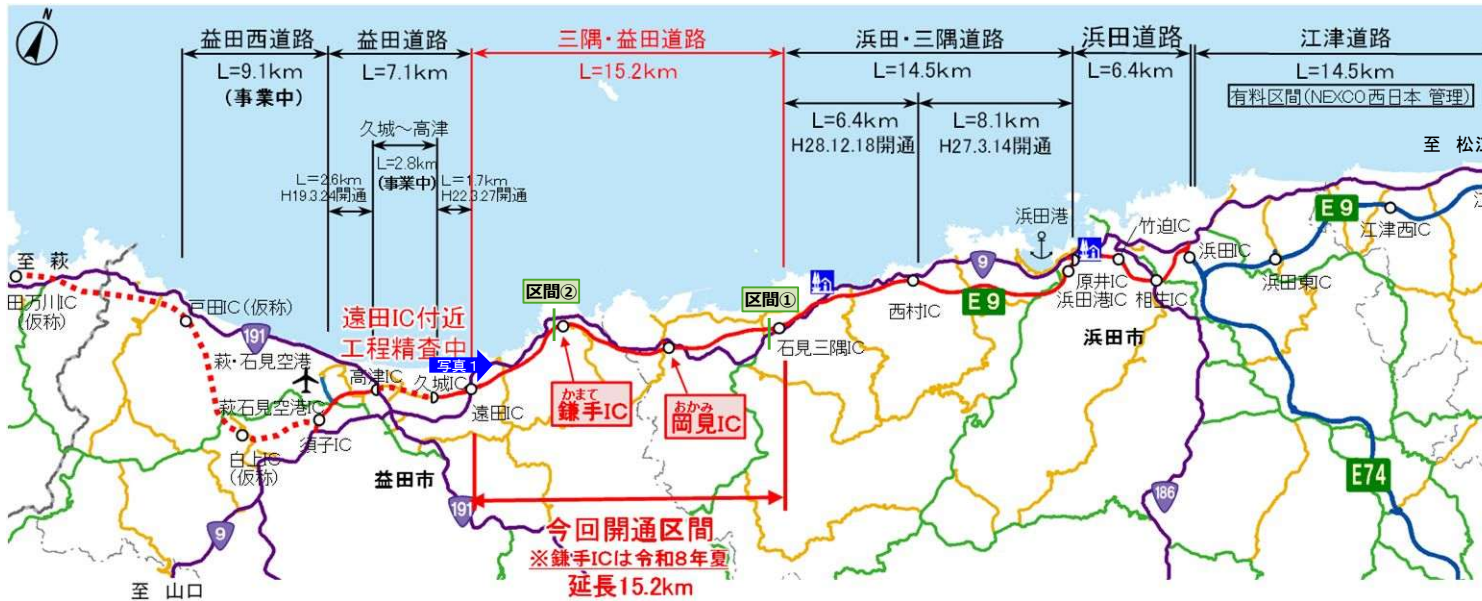 N
益田西道路
L=9.1km
(事業中)
益田道路
L=7.1km
三隅・益田道路
L=15.2km
浜田・三隅道路
L=14.5km
浜田道路
L=6.4km
江津道路
L=14.5km
有料区間(NEXCO西日本 管理)
L=6.4km
H28.12.18開通
L=8.1km
H27.3.14開通
久城～高津
L=2.8km
(事業中)
L=2.6km
H19.3.24開通
L=1.7km
H22.3.27開通
至 松江
至 萩
田万川IC
(仮称)
戸田IC(仮称)
191
萩・石見空港
萩石見空港IC
白上IC
(仮称)
須子IC
高津IC
久城IC
遠田IC付近
工程精査中
写真1
遠田IC
区間②
かまて
鎌手IC
おかみ
岡見IC
区間①
石見三隅IC
西村IC
9
E9
浜田港
原井IC
浜田港IC
竹迫IC
相生IC
浜田IC
浜田市
浜田東IC
E9
江津西IC
江
E74
186
益田市
191
9
至 山口
今回開通区間
※鎌手ICは令和8年夏
延長15.2km